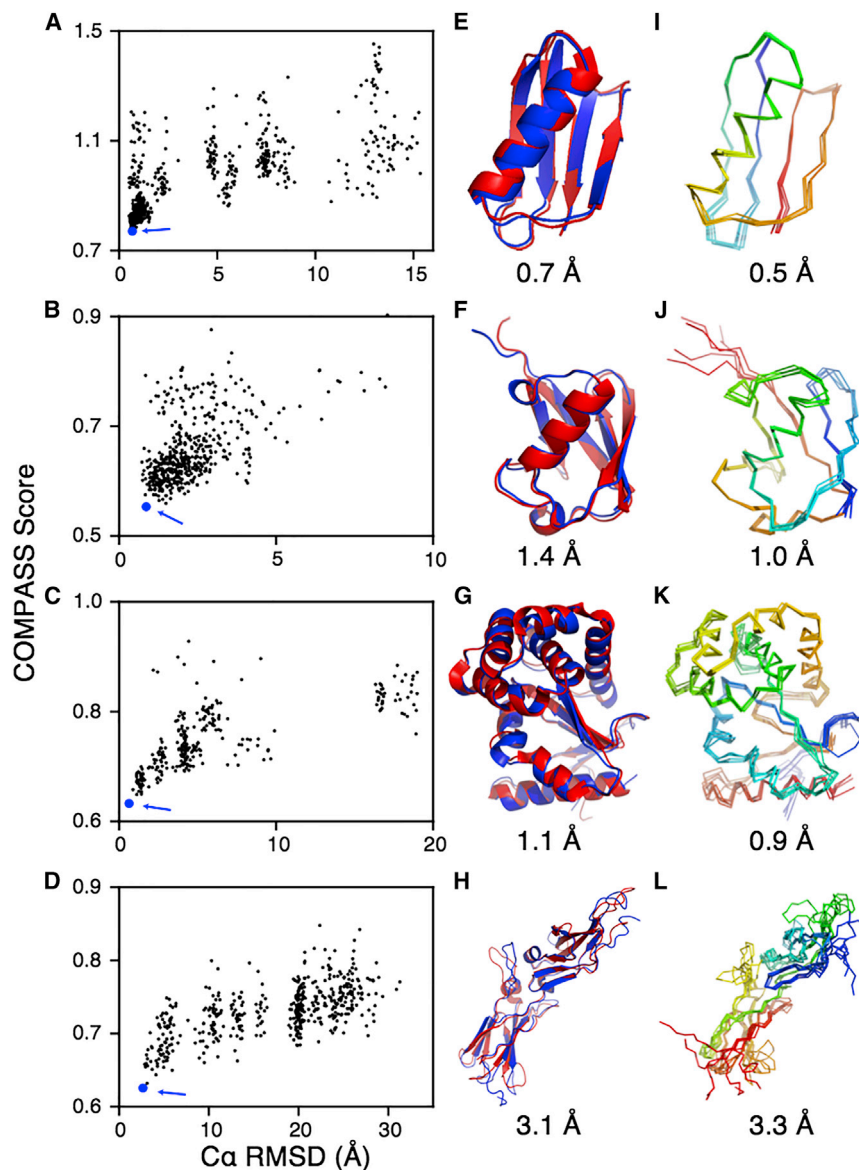 A
1.5
1.1
0.7
0
5
10
15
E
0.7 Å
I
0.5 Å
B
0.9
0.7
0.5
0
5
10
F
1.4 Å
J
1.0 Å
COMPASS Score
C
1.0
0.8
0.6
0
10
20
G
1.1 Å
K
0.9 Å
D
0.9
0.8
0.7
0.6
0
10
20
30
Cα RMSD (Å)
H
3.1 Å
L
3.3 Å